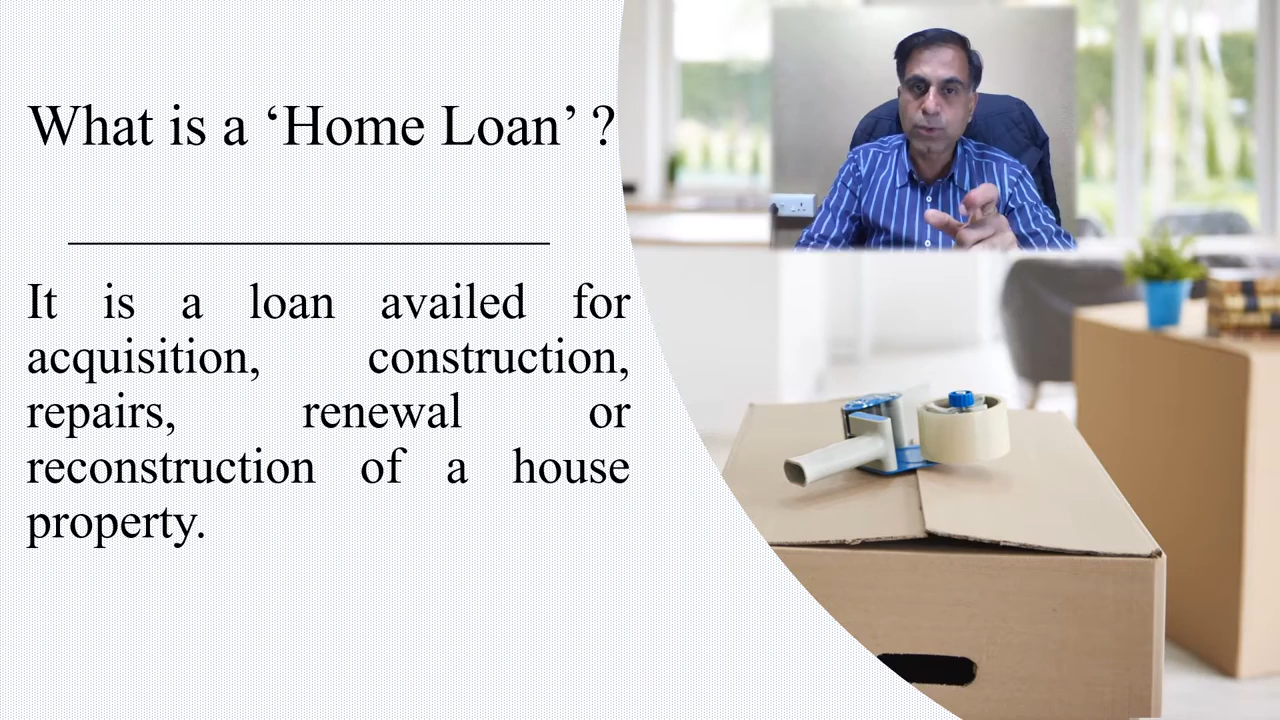 What is a ‘Home Loan’ ?
It is a loan availed for
acquisition, construction,
repairs, renewal or
reconstruction of a house
property.